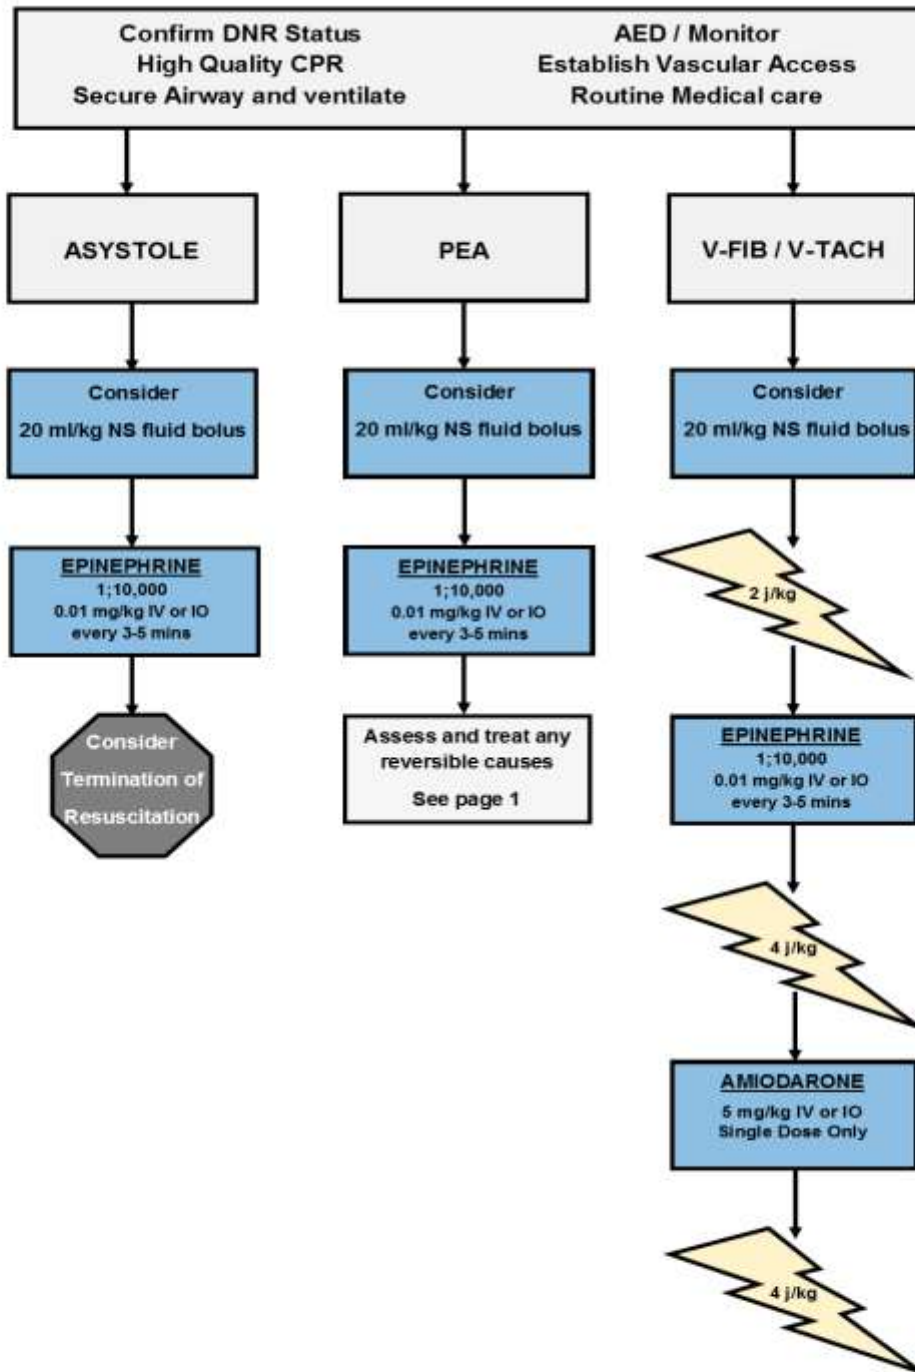 Confirm DNR Status
High Quality CPR
Secure Airway and ventilate
AED / Monitor
Establish Vascular Access
Routine Medical care
ASYSTOLE
PEA
V-FIB / V-TACH
Consider
20 ml/kg NS fluid bolus
Consider
20 ml/kg NS fluid bolus
Consider
20 ml/kg NS fluid bolus
EPINEPHRINE
1;10,000
0.01 mg/kg IV or IO
every 3-5 mins
EPINEPHRINE
1;10,000
0.01 mg/kg IV or IO
every 3-5 mins
2 j/kg
Consider
Termination of
Resuscitation
Assess and treat any
reversible causes
See page 1
EPINEPHRINE
1;10,000
0.01 mg/kg IV or IO
every 3-5 mins
4 j/kg
AMIODARONE
5 mg/kg IV or IO
Single Dose Only
4 j/kg